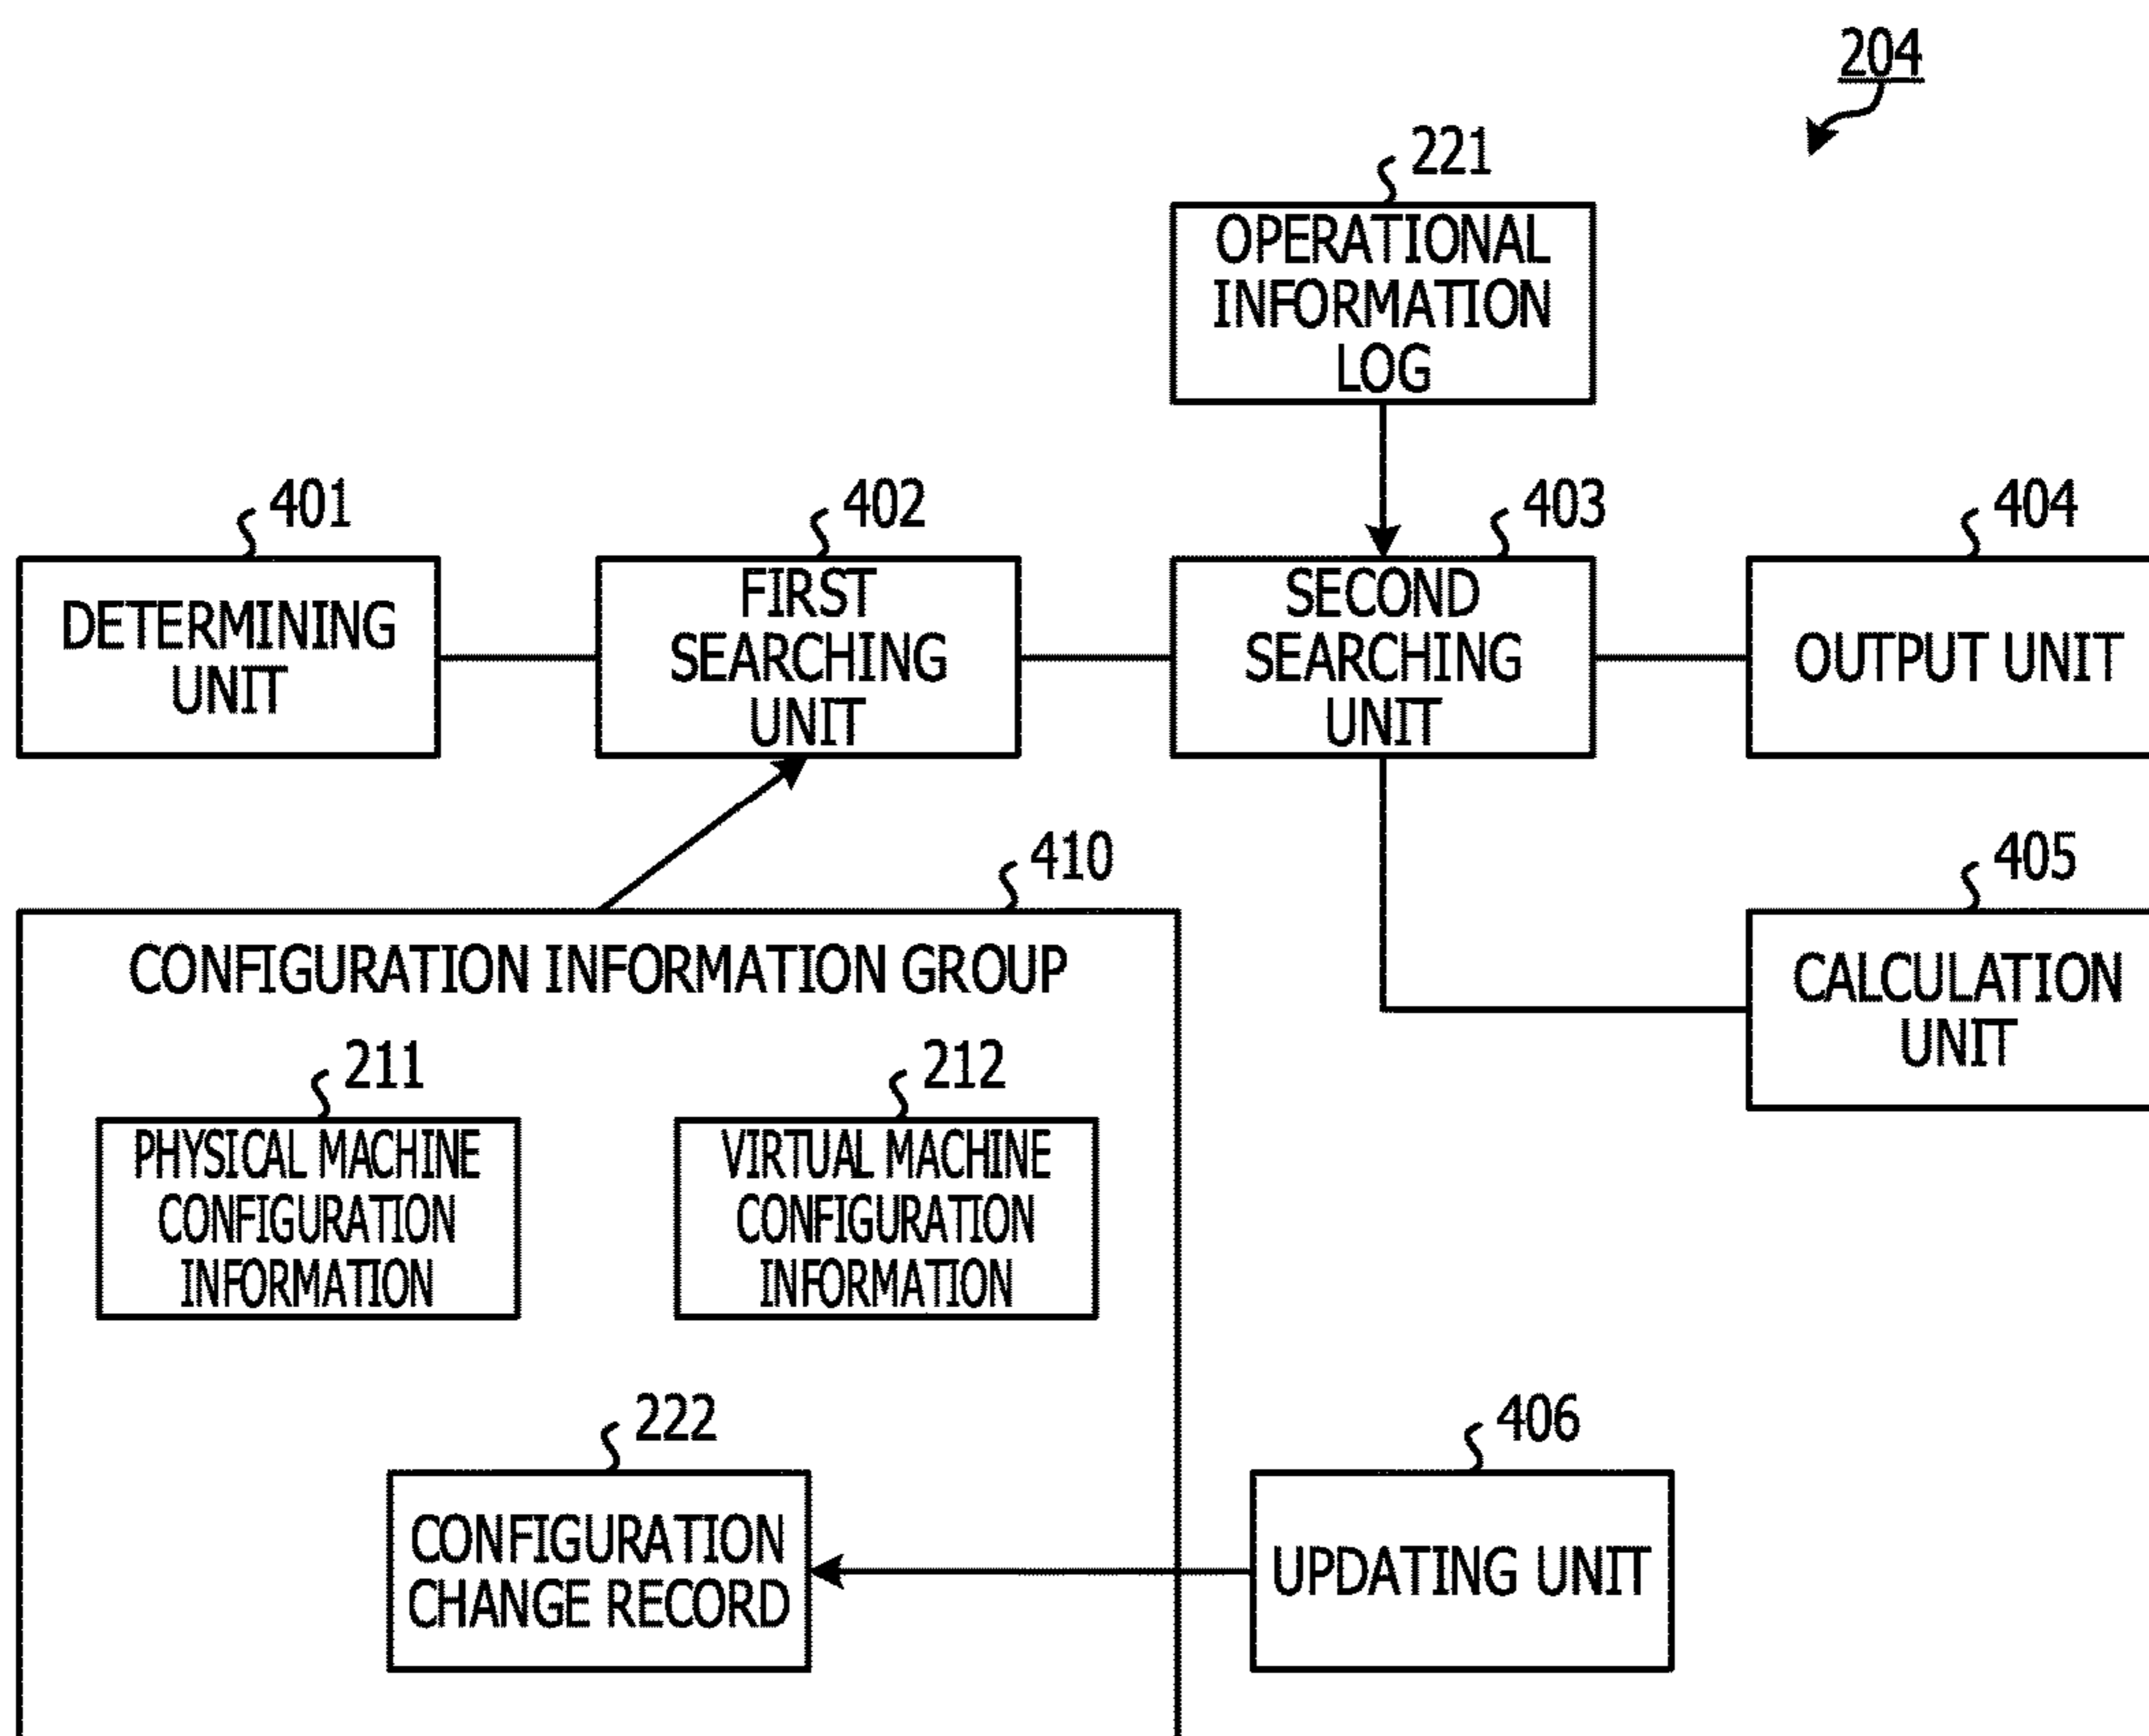 204
221
OPERATIONAL
INFORMATION
LOG
401
402
403
404
DETERMINING
UNIT
FIRST
SEARCHING
UNIT
SECOND
SEARCHING
UNIT
OUTPUT UNIT
410
405
CONFIGURATION INFORMATION GROUP
CALCULATION
UNIT
211
212
PHYSICAL MACHINE
CONFIGURATION
INFORMATION
VIRTUAL MACHINE
CONFIGURATION
INFORMATION
222
406
CONFIGURATION
CHANGE RECORD
UPDATING UNIT